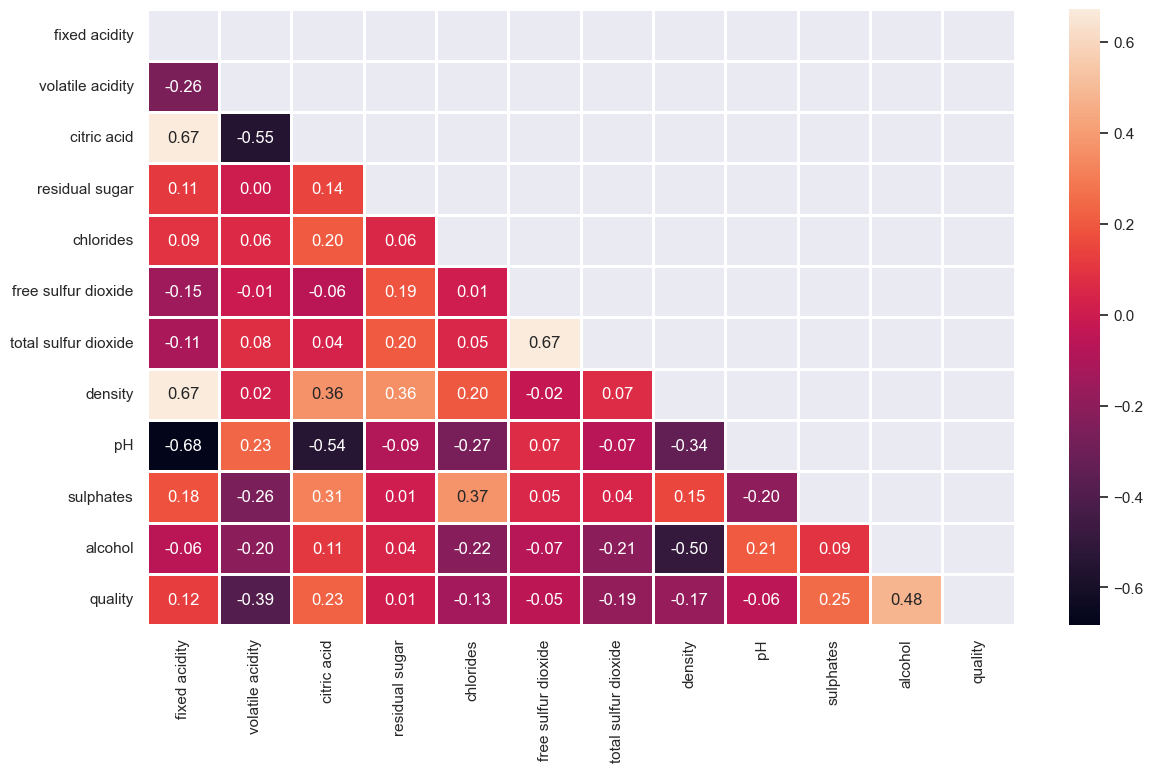 fixed acidity
volatile acidity -0.26
citric acid 0.67 -0.55
residual sugar 0.11 0.00 0.14
chlorides 0.09 0.06 0.20 0.06
free sulfur dioxide -0.15 -0.01 -0.06 0.19 0.01
total sulfur dioxide -0.11 0.08 0.04 0.20 0.05 0.67
density 0.67 0.02 0.36 0.36 0.20 -0.02 0.07
pH -0.68 0.23 -0.54 -0.09 -0.27 0.07 -0.07 -0.34
sulphates 0.18 -0.26 0.31 0.01 0.37 0.05 0.04 0.15 -0.20
alcohol -0.06 -0.20 0.11 0.04 -0.22 -0.07 -0.21 -0.50 0.21 0.09
quality 0.12 -0.39 0.23 0.01 -0.13 -0.05 -0.19 -0.17 -0.06 0.25 0.48
fixed acidity
volatile acidity
citric acid
residual sugar
chlorides
free sulfur dioxide
total sulfur dioxide
density
pH
sulphates
alcohol
quality
0.6
0.4
0.2
0.0
−0.2
−0.4
−0.6